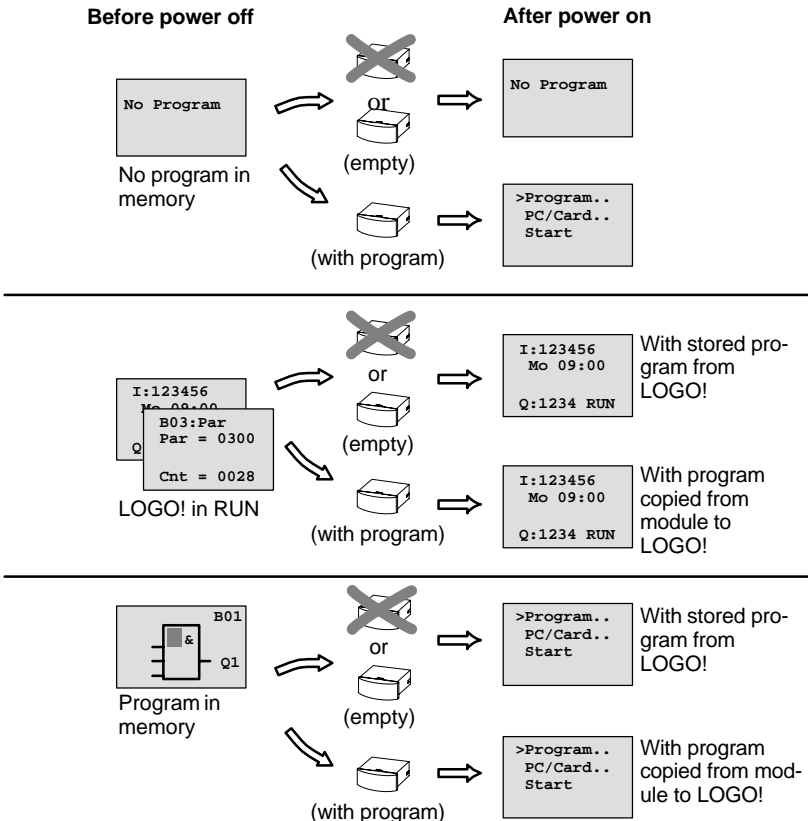 Before power off
After power on
No Program
or
(empty)
No Program
No program in
memory
(with program)
>Program..
PC/Card..
Start
I:123456
Mo 09:00
Q
B03:Par
Par = 0300
Cnt = 0028
LOGO! in RUN
or
(empty)
I:123456
Mo 09:00
Q:1234 RUN
With stored pro-
gram from
LOGO!
(with program)
I:123456
Mo 09:00
Q:1234 RUN
With program
copied from
module to
LOGO!
B01
&
Q1
Program in
memory
or
(empty)
>Program..
PC/Card..
Start
With stored pro-
gram from
LOGO!
(with program)
>Program..
PC/Card..
Start
With program
copied from mod-
ule to LOGO!